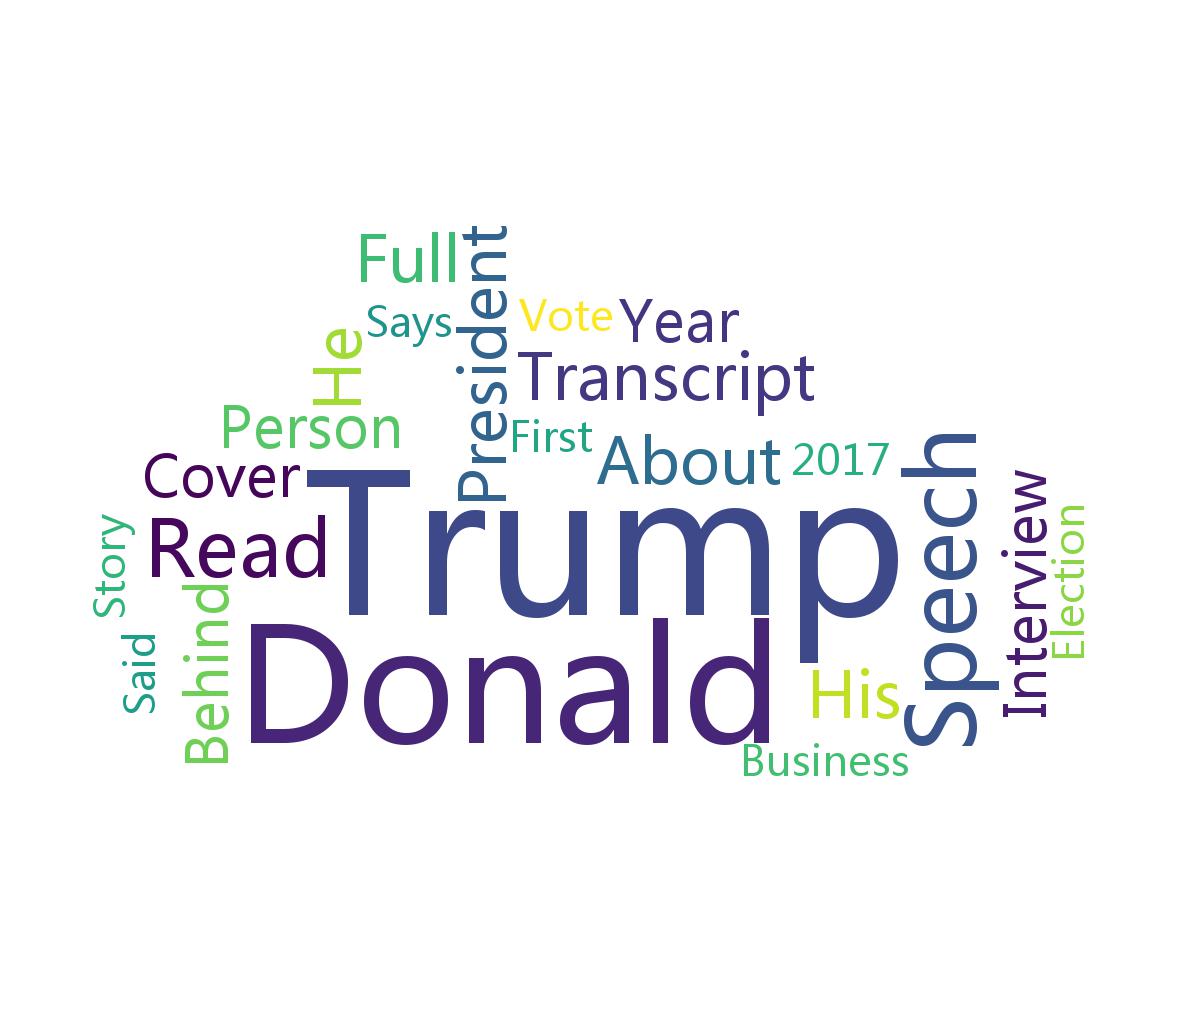 Full
President
Says
Vote
Year
He
Transcript
Person
First
About
2017
Cover
Trump
Speech
Read
Interview
Story
Election
Behind
Donald
Said
His
Business